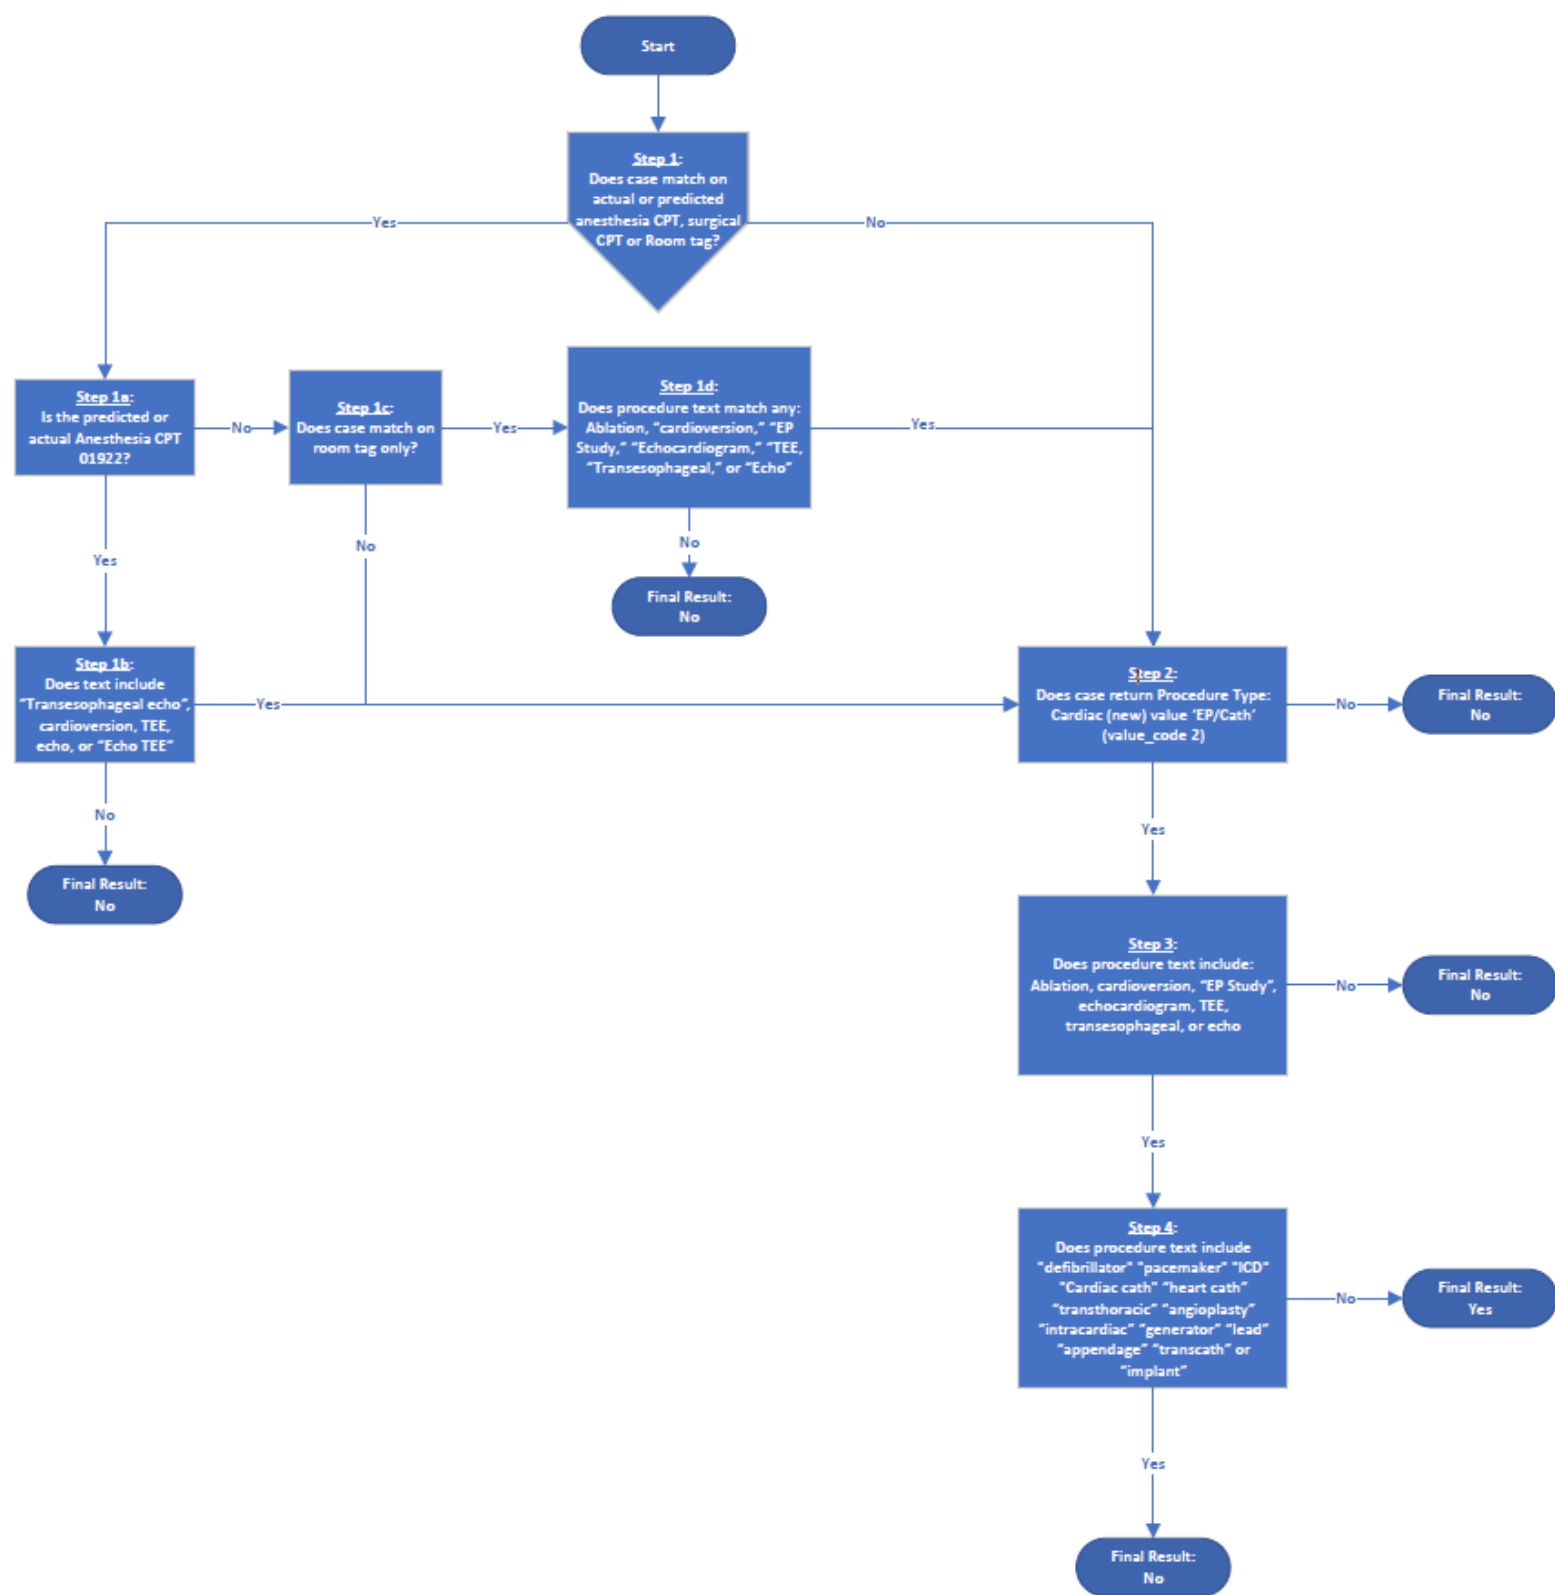 Start
Step 1:
Does case match on
actual or predicted
anesthesia CPT, surgical
CPT or Room tag?
Yes
No
Step 1a:
Is the predicted or
actual Anesthesia CPT
01922?
No
Step 1c:
Does case match on
room tag only?
Yes
Step 1d:
Does procedure text match any:
Ablation, “cardioversion,” “EP
Study,” “Echocardiogram,” “TEE,
“Transesophageal,” or “Echo”
Yes
Yes
No
No
Final Result:
No
Step 1b:
Does text include
“Transesophageal echo”,
cardioversion, TEE,
echo, or “Echo TEE”
Yes
Step 2:
Does case return Procedure Type:
Cardiac (new) value ‘EP/Cath’
(value_code 2)
No
Final Result:
No
No
Final Result:
No
Yes
Step 3:
Does procedure text include:
Ablation, cardioversion, “EP Study”,
echocardiogram, TEE,
transesophageal, or echo
No
Final Result:
No
Yes
Step 4:
Does procedure text include
"defibrillator" "pacemaker" "ICD"
"Cardiac cath" “heart cath”
“transthoracic” “angioplasty”
“intracardiac” “generator” “lead”
“appendage” “transcath” or
“implant”
No
Final Result:
Yes
Yes
Final Result:
No